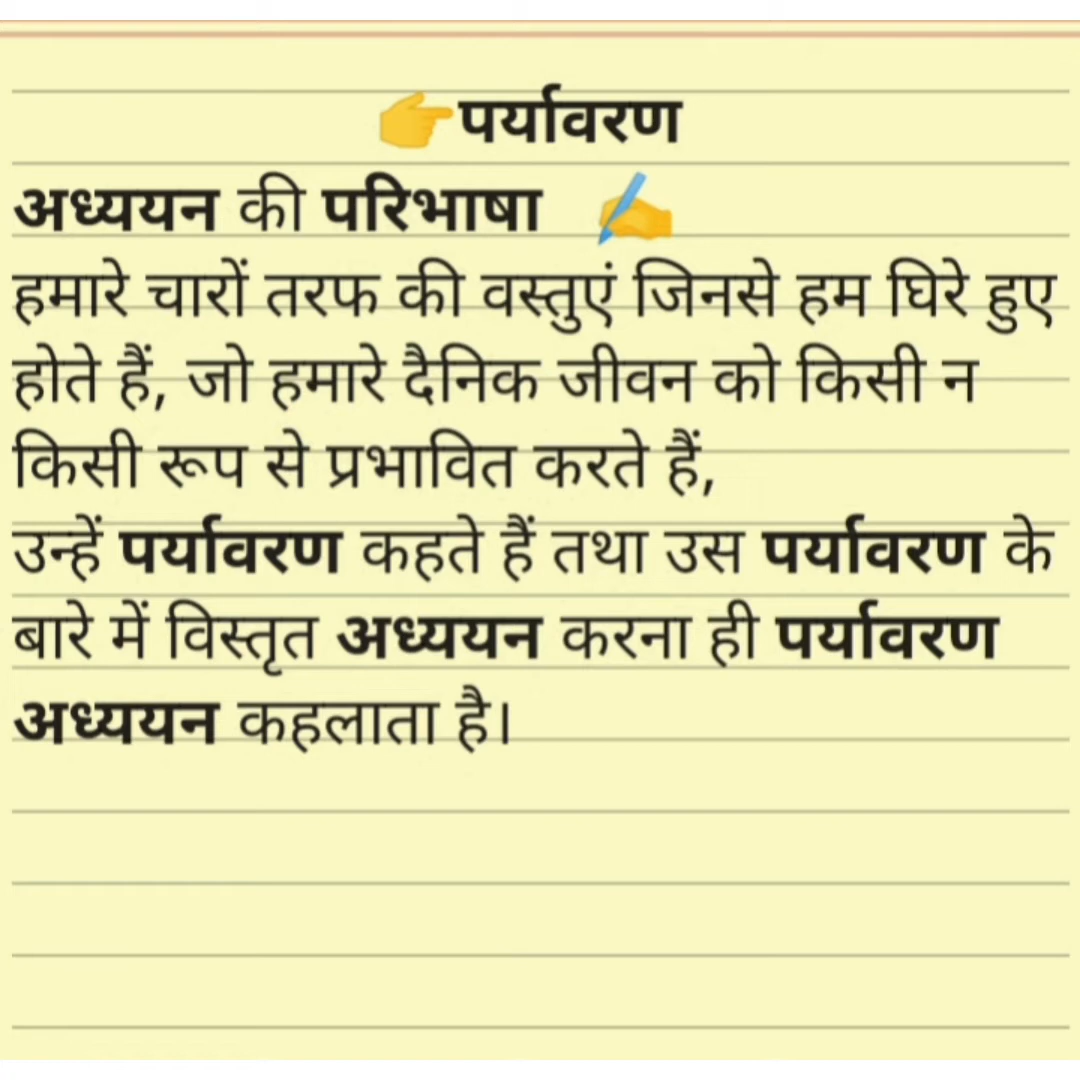 👉पर्यावरण
अध्ययन की परिभाषा ✍️
हमारे चारों तरफ की वस्तुएं जिनसे हम घिरे हुए
होते हैं, जो हमारे दैनिक जीवन को किसी न
किसी रूप से प्रभावित करते हैं,
उन्हें पर्यावरण कहते हैं तथा उस पर्यावरण के
बारे में विस्तृत अध्ययन करना ही पर्यावरण
अध्ययन कहलाता है।